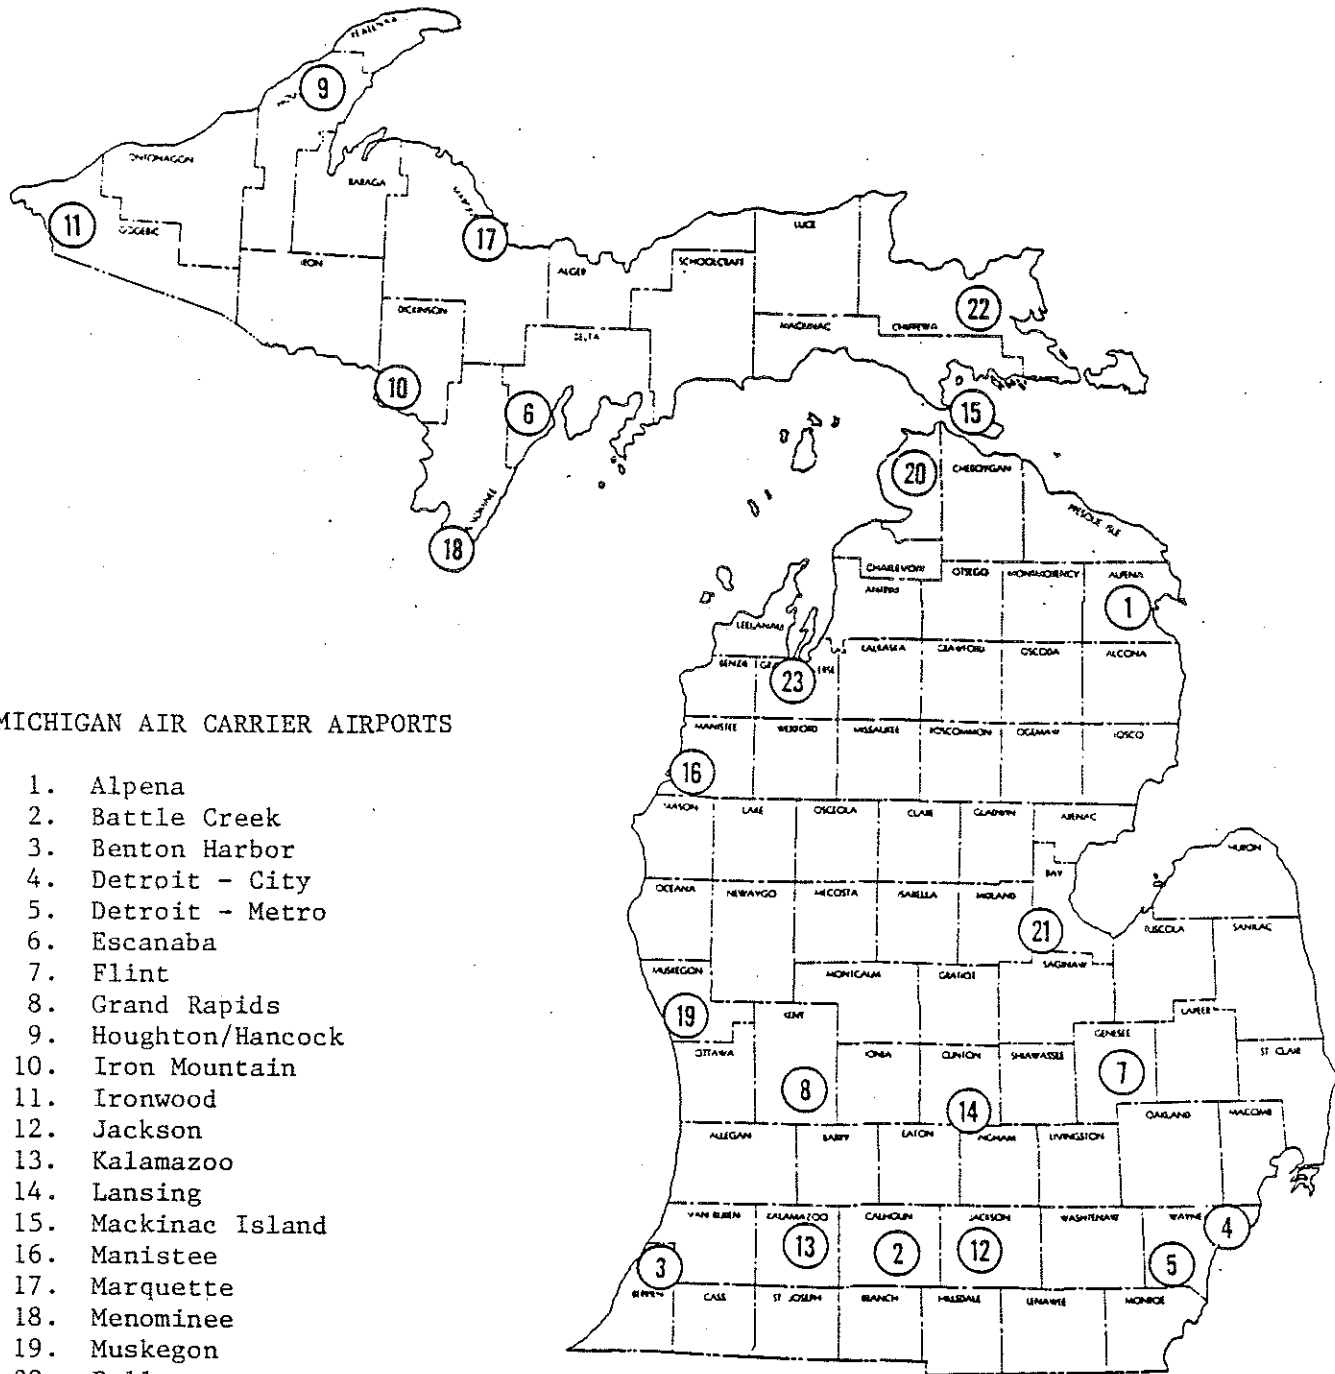 KEWEENAW
9
ONTONAGON
BARAGA
11
GOGEBIC
17
IRON
ALGER
SCHOOLCRAFT
LUCE
DICKINSON
DELTA
MACKINAC
CHIPPEWA
22
10
6
15
20
CHEBOYGAN
PRESQUE ISLE
MENOMINEE
18
CHARLEVOIX
OTSEGO
MONTMORENCY
ALPENA
ANTRIM
1
LEELANAU
BENZIE
KALKASKA
CRAWFORD
OSCODA
ALCONA
23
MICHIGAN AIR CARRIER AIRPORTS
MANISTEE
WEXFORD
MISSAUKEE
ROSCOMMON
OGEMAW
IOSCO
16
1. Alpena
2. Battle Creek
3. Benton Harbor
4. Detroit - City
5. Detroit - Metro
6. Escanaba
7. Flint
8. Grand Rapids
9. Houghton/Hancock
10. Iron Mountain
11. Ironwood
12. Jackson
13. Kalamazoo
14. Lansing
15. Mackinac Island
16. Manistee
17. Marquette
18. Menominee
19. Muskegon
MASON
LAKE
OSCEOLA
CLARE
GLADWIN
ARENAC
HURON
BAY
OCEANA
NEWAYGO
MECOSTA
ISABELLA
MIDLAND
21
TUSCOLA
SANILAC
MUSKEGON
MONTCALM
GRATIOT
SAGINAW
19
KENT
LAPEER
GENESEE
OTTAWA
IONIA
CLINTON
SHIAWASSEE
ST CLAIR
8
14
7
OAKLAND
MACOMB
ALLEGAN
BARRY
EATON
INGHAM
LIVINGSTON
VAN BUREN
KALAMAZOO
CALHOUN
JACKSON
WASHTENAW
WAYNE
4
3
13
2
12
5
BERRIEN
CASS
ST JOSEPH
BRANCH
HILLSDALE
LENAWEE
MONROE